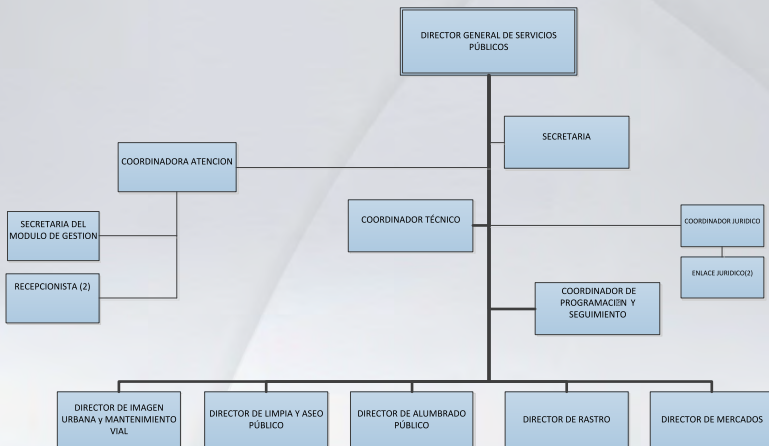 DIRECTOR GENERAL DE SERVICIOS
PÚBLICOS
SECRETARIA
COORDINADORA ATENCION
SECRETARIA DEL
MODULO DE GESTION
COORDINADOR TÉCNICO
COORDINADOR JURIDICO
RECEPCIONISTA (2)
ENLACE JURIDICO(2)
COORDINADOR DE
PROGRAMACI⍰N Y
SEGUIMIENTO
DIRECTOR DE IMAGEN
URBANA y MANTENIMIENTO
VIAL
DIRECTOR DE LIMPIA Y ASEO
PÚBLICO
DIRECTOR DE ALUMBRADO
PÚBLICO
DIRECTOR DE RASTRO
DIRECTOR DE MERCADOS